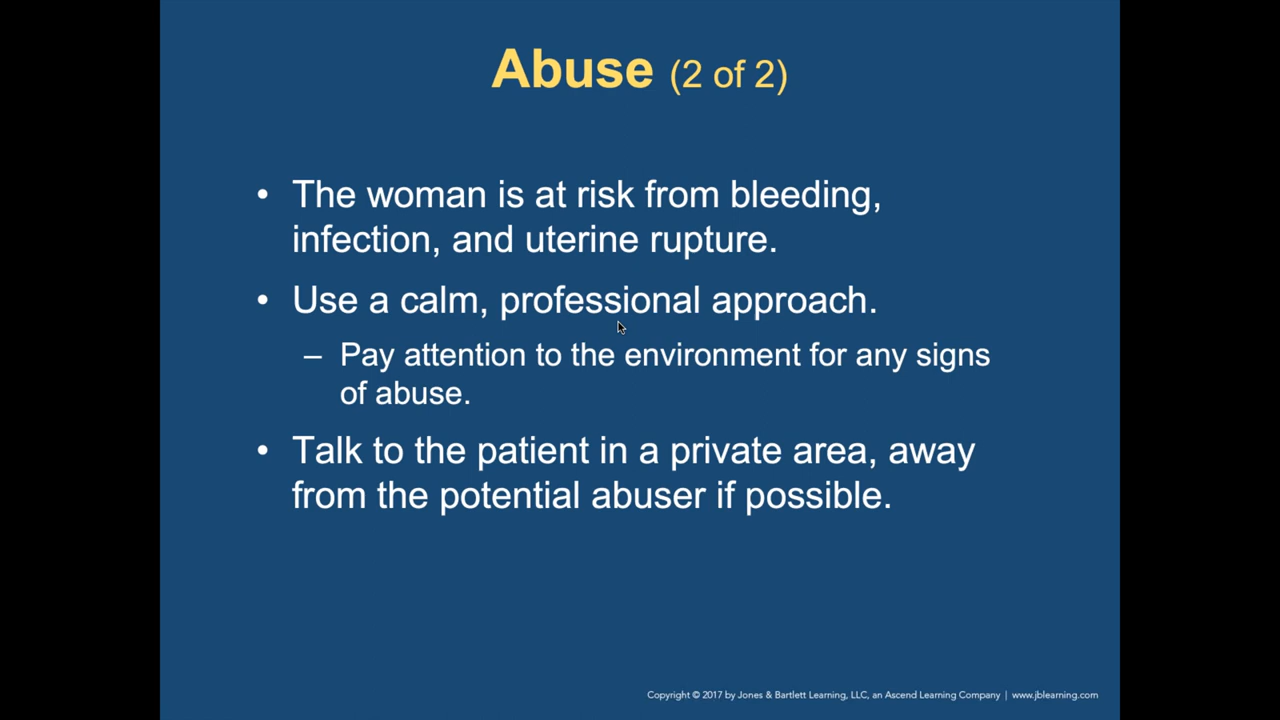 Abuse (2 of 2)
• The woman is at risk from bleeding,
infection, and uterine rupture.
• Use a calm, professional approach.
– Pay attention to the environment for any signs
of abuse.
• Talk to the patient in a private area, away
from the potential abuser if possible.
Copyright © 2017 by Jones & Bartlett Learning, LLC, an Ascend Learning Company | www.jblearning.com